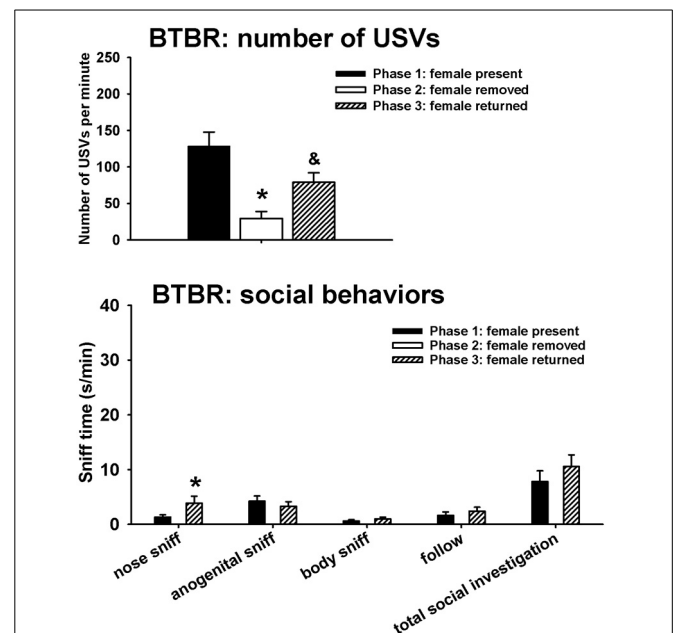 BTBR: number of USVs
Number of USVs per minute
250
200
150
100
50
0
Phase 1: female present
Phase 2: female removed
Phase 3: female returned
*
&
BTBR: social behaviors
Sniff time (s/min)
40
30
20
10
0
Phase 1: female present
Phase 2: female removed
Phase 3: female returned
*
nose sniff
anogenital sniff
body sniff
follow
total social investigation